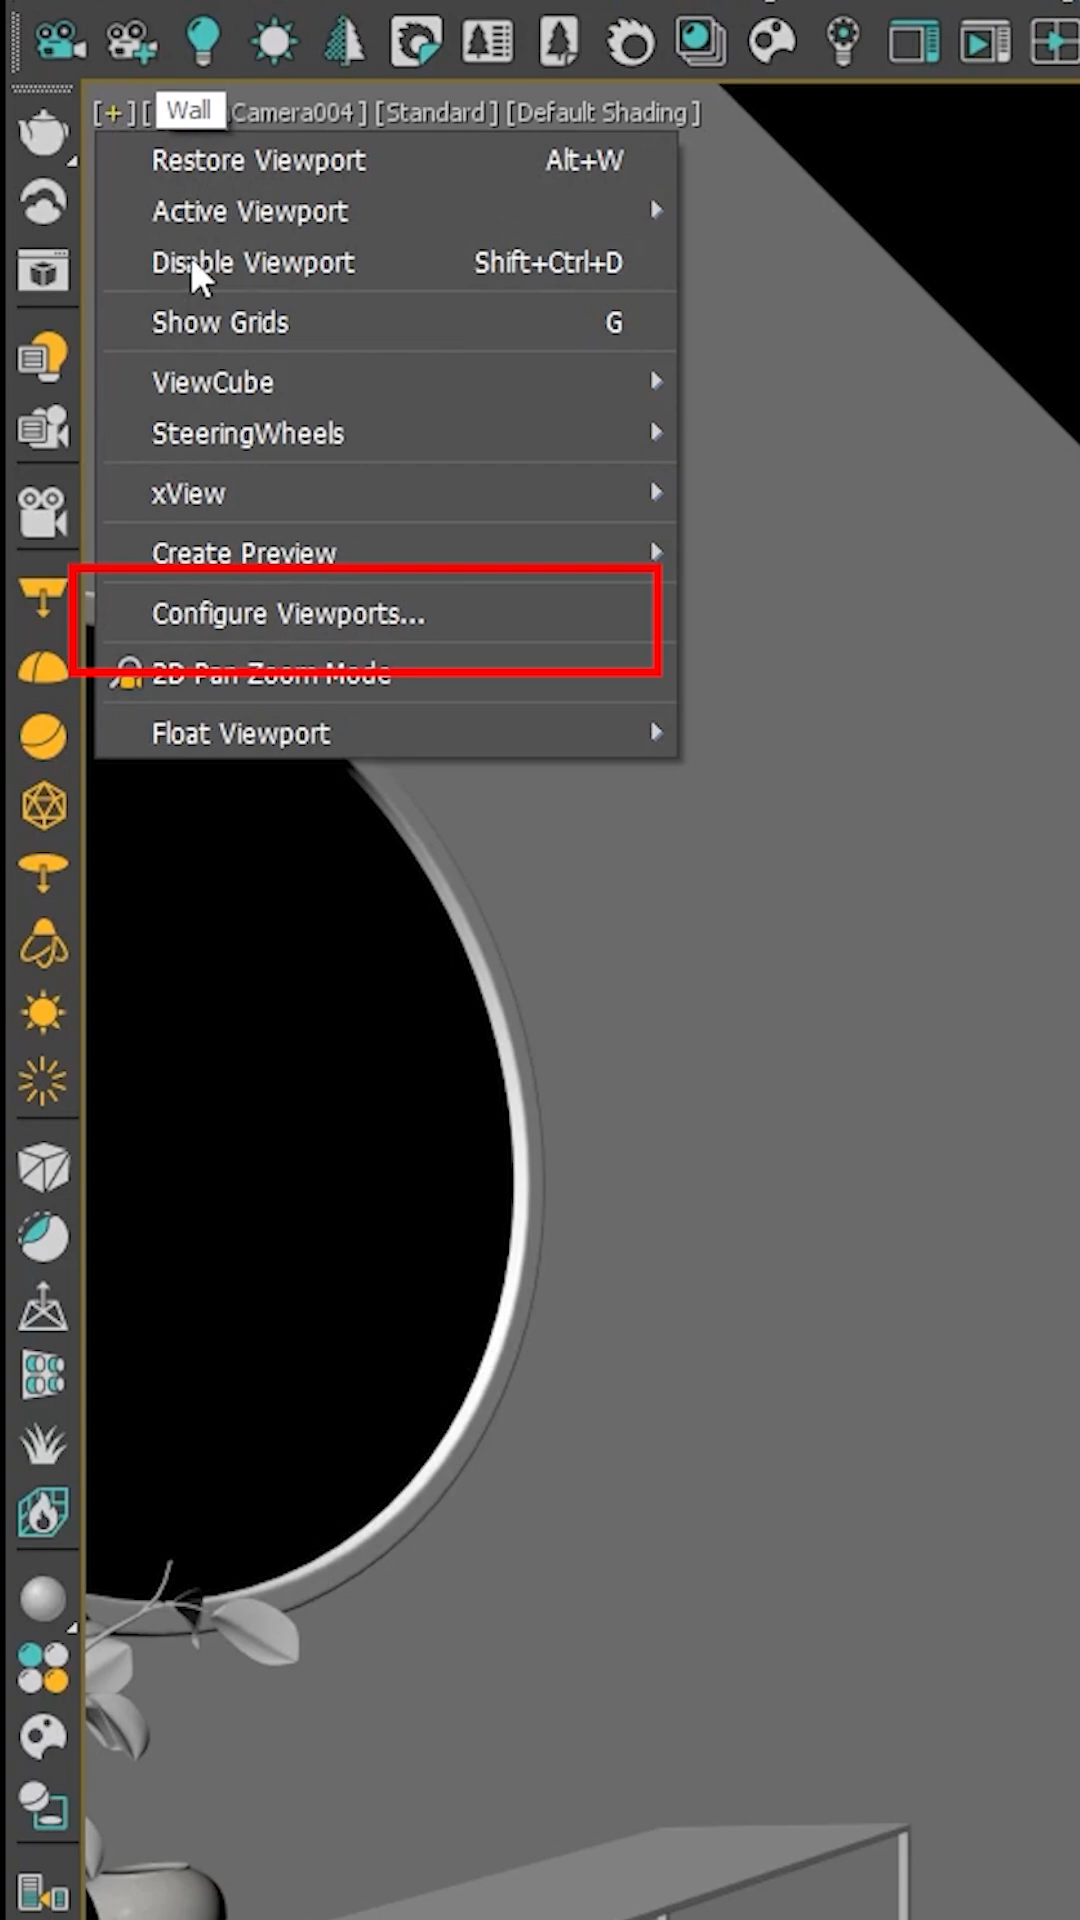 [+][ Wall Camera004 ] [Standard] [Default Shading ]
Restore Viewport Alt+W
Active Viewport
Disable Viewport Shift+Ctrl+D
Show Grids G
ViewCube
SteeringWheels
xView
Create Preview
Configure Viewports...
2D Pan Zoom Mode
Float Viewport